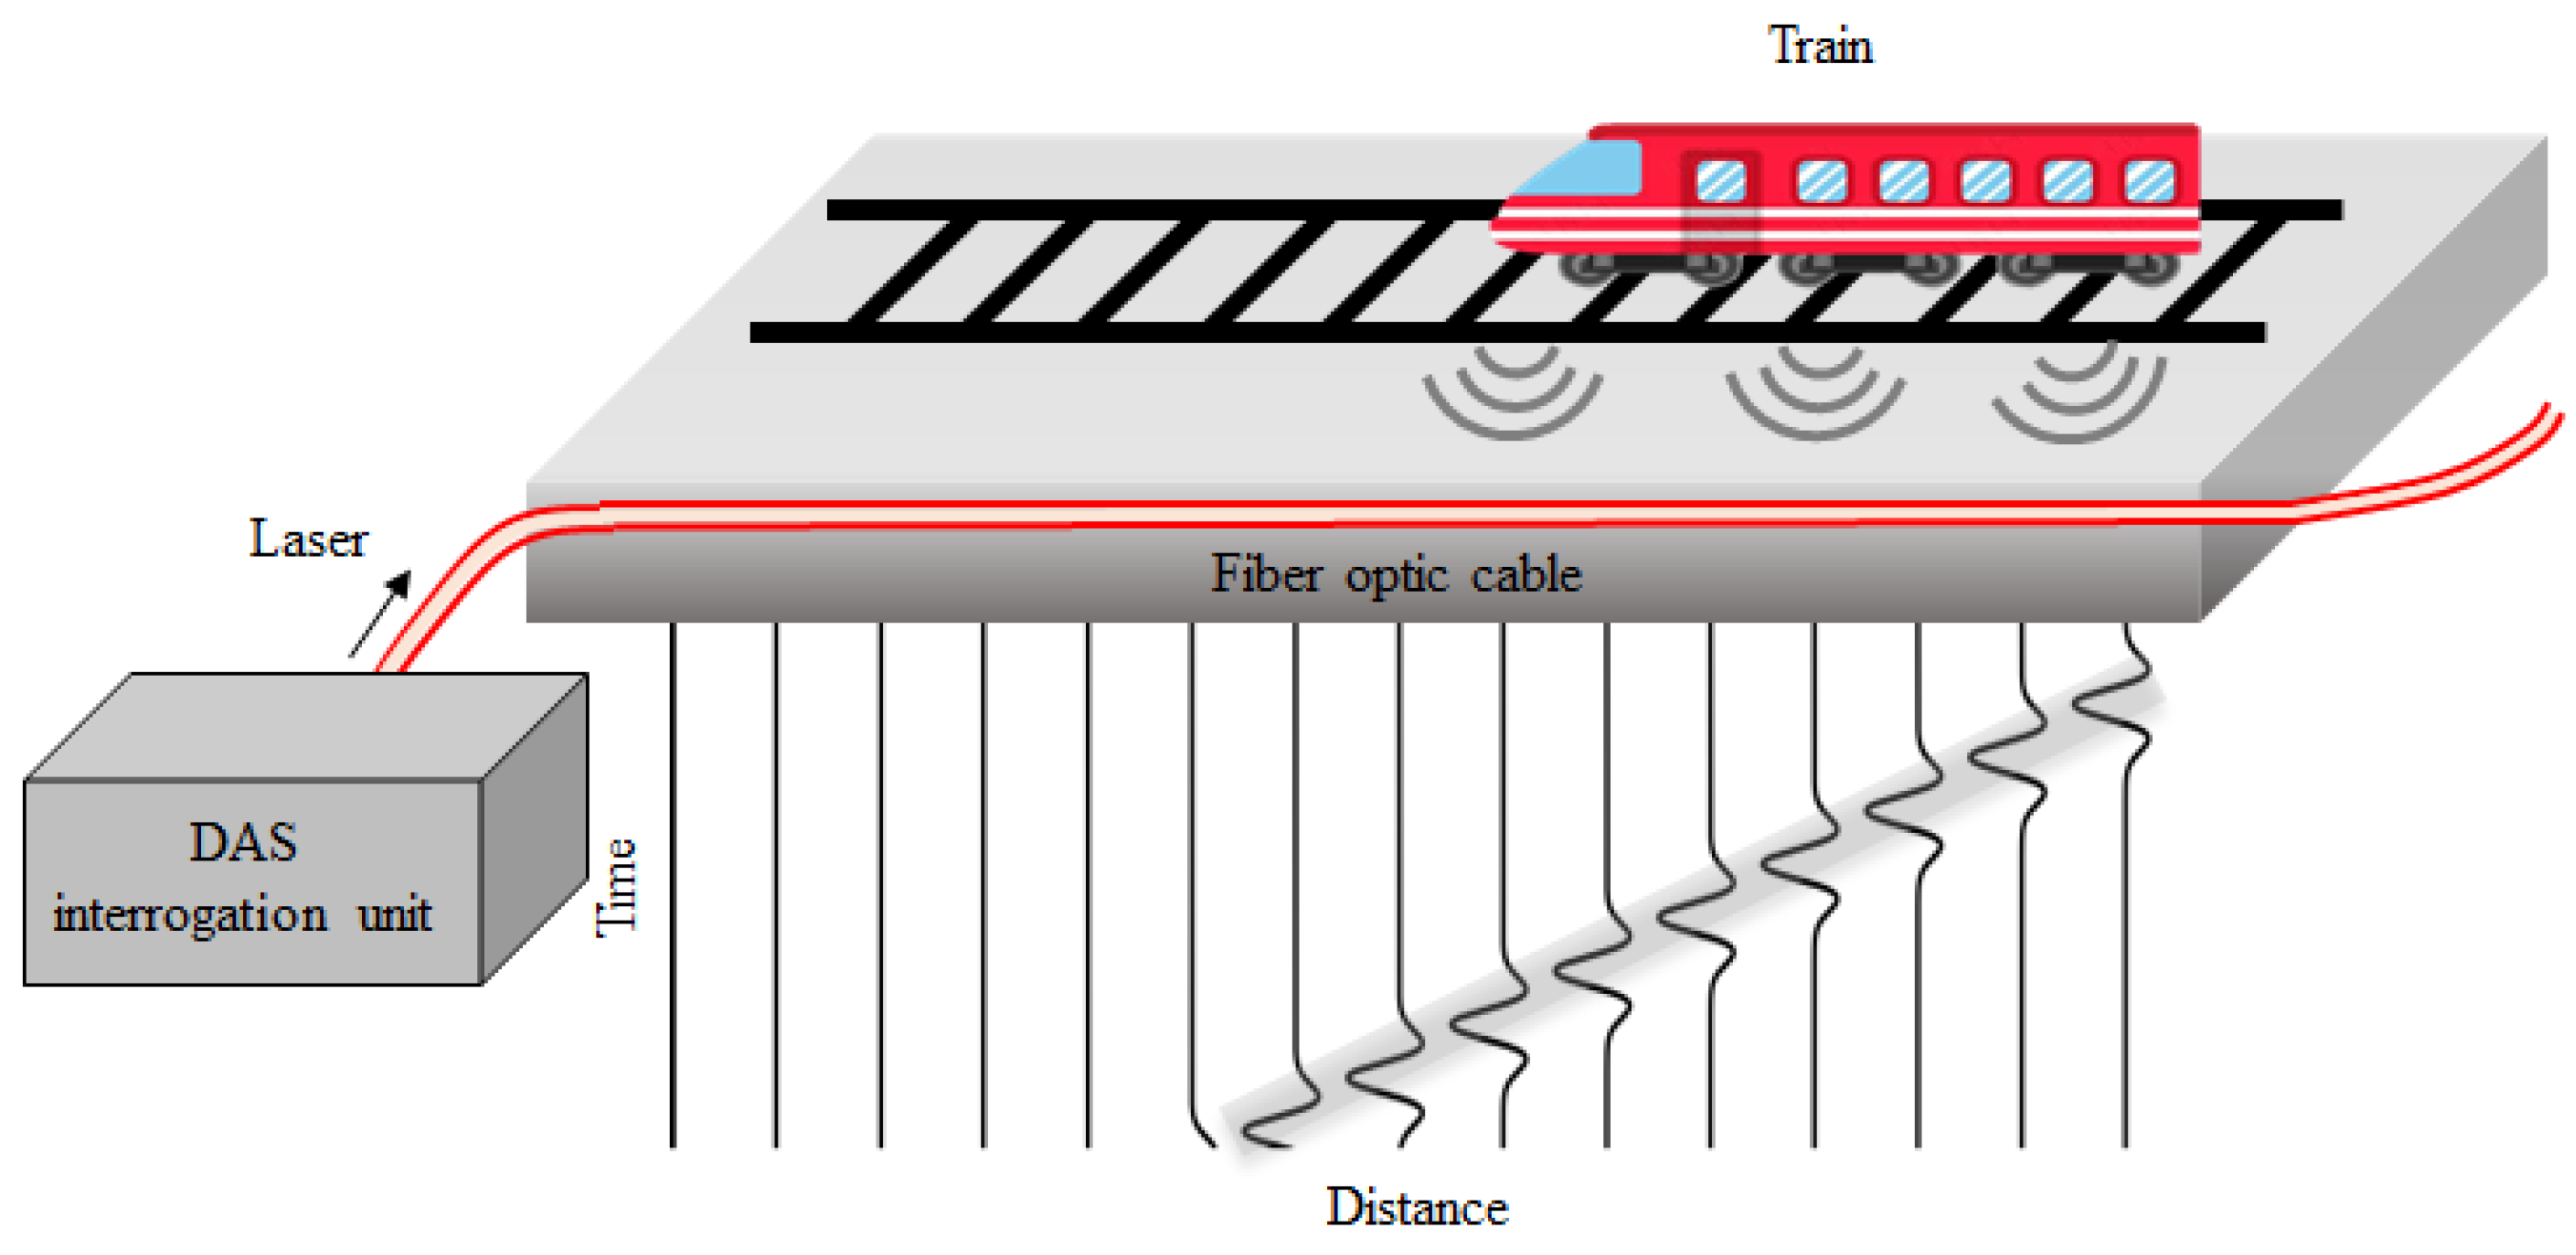 Train
Laser
Fiber optic cable
DAS
interrogation unit
Time
Distance